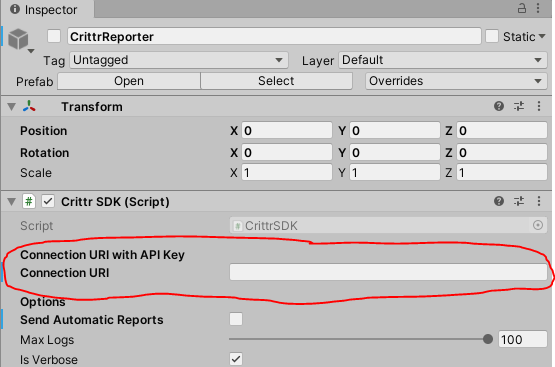 Inspector
CrittrReporter Static
Tag Untagged Layer Default
Prefab Open Select Overrides
Transform
Position X 0 Y 0 Z 0
Rotation X 0 Y 0 Z 0
Scale X 1 Y 1 Z 1
# Crittr SDK (Script)
Script # CrittrSDK
Connection URI with API Key
Connection URI
Options
Send Automatic Reports
Max Logs 100
Is Verbose